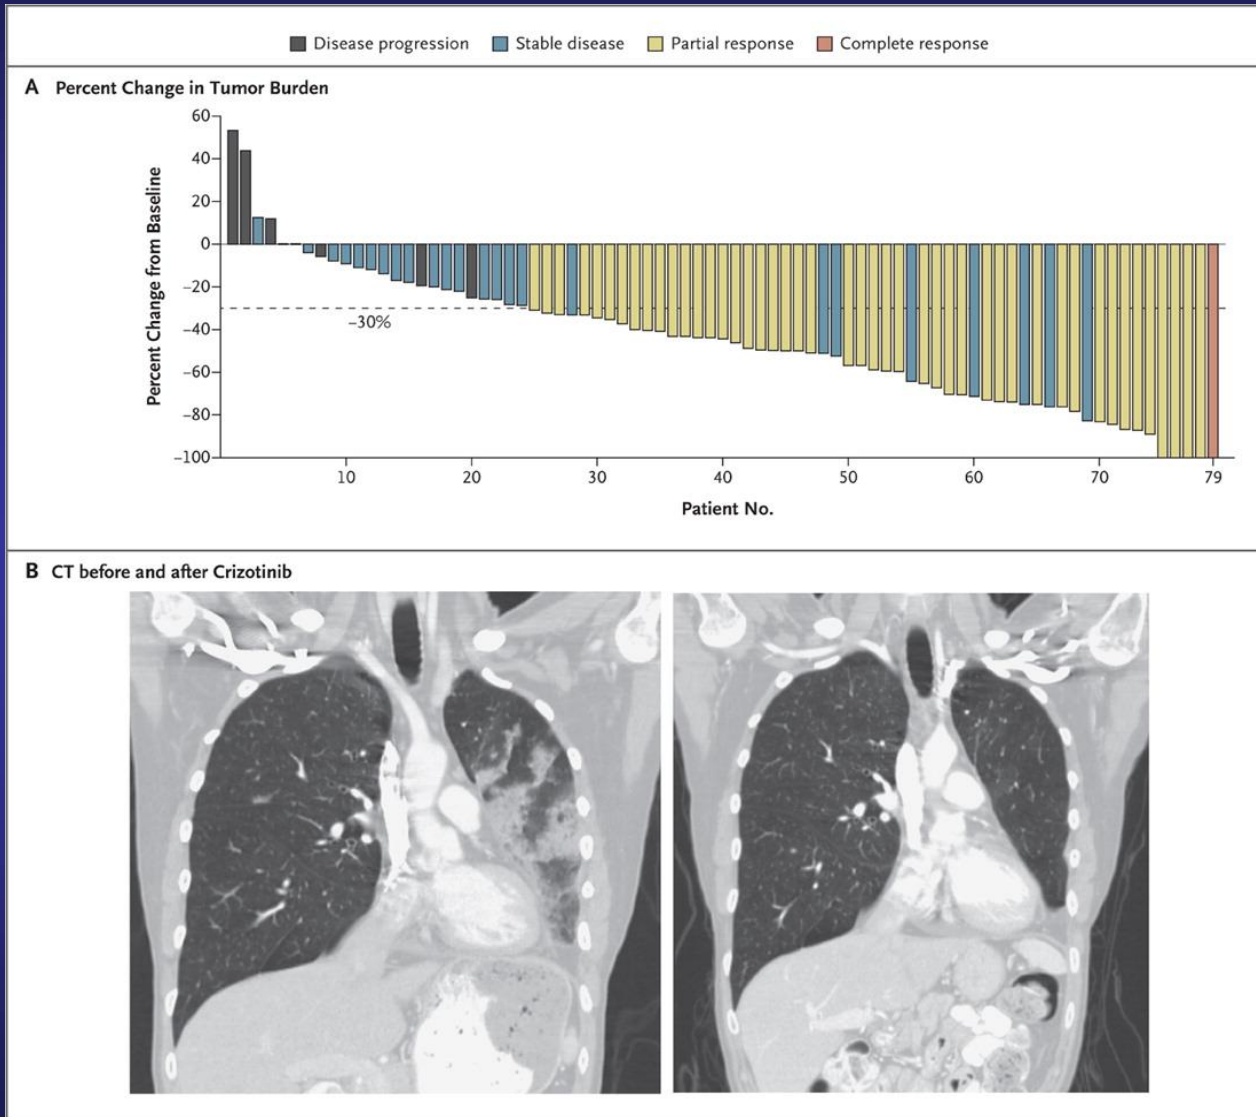 Disease progression Stable disease Partial response Complete response
A Percent Change in Tumor Burden
Percent Change from Baseline
60
40
20
0
−20
−30%
−40
−60
−80
−100
10 20 30 40 50 60 70 79
Patient No.
B CT before and after Crizotinib